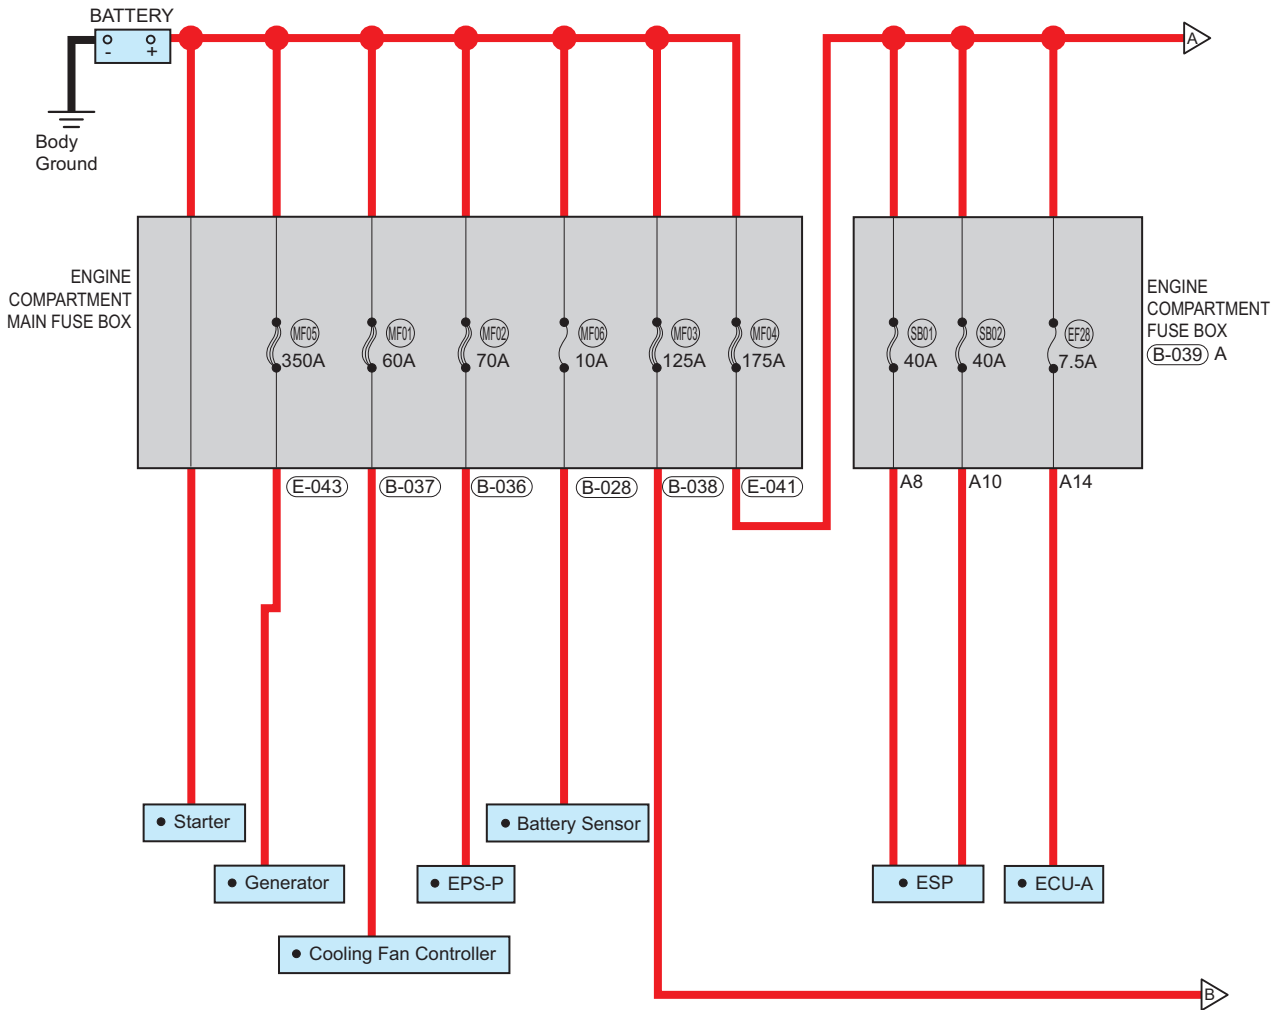 BATTERY
- +
A
Body
Ground
ENGINE
COMPARTMENT
MAIN FUSE BOX
MF05
350A
MF01
60A
MF02
70A
MF06
10A
MF03
125A
MF04
175A
SB01
40A
SB02
40A
EF28
7.5A
ENGINE
COMPARTMENT
FUSE BOX
B-039 A
E-043
B-037
B-036
B-028
B-038
E-041
A8
A10
A14
• Starter
• Battery Sensor
• Generator
• EPS-P
• ESP
• ECU-A
• Cooling Fan Controller
B